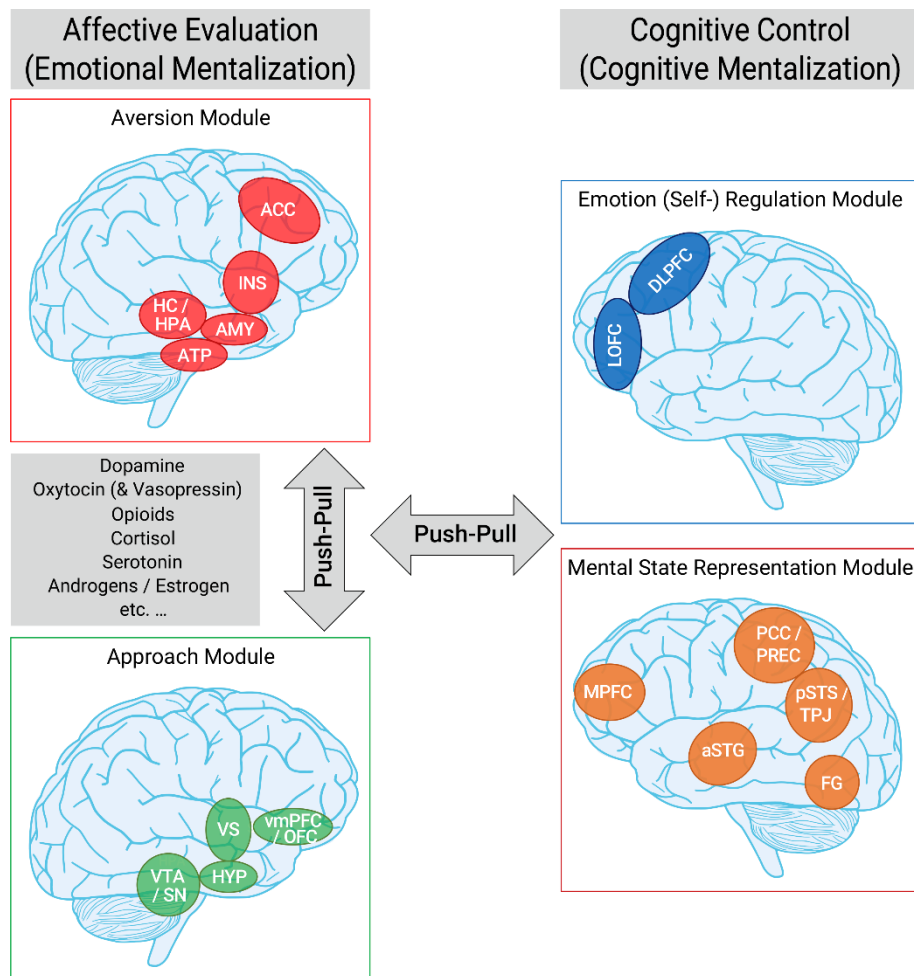 Affective Evaluation
(Emotional Mentalization)
Aversion Module
ACC
INS
HC /
HPA
AMY
ATP
Dopamine
Oxytocin (& Vasopressin)
Opioids
Cortisol
Serotonin
Androgens / Estrogen
etc. ...
Push-Pull
Push-Pull
Approach Module
VS
vmPFC
/ OFC
VTA
/ SN
HYP
Cognitive Control
(Cognitive Mentalization)
Emotion (Self-) Regulation Module
DLPFC
LOFC
Mental State Representation Module
PCC /
PREC
MPFC
pSTS /
TPJ
aSTG
FG